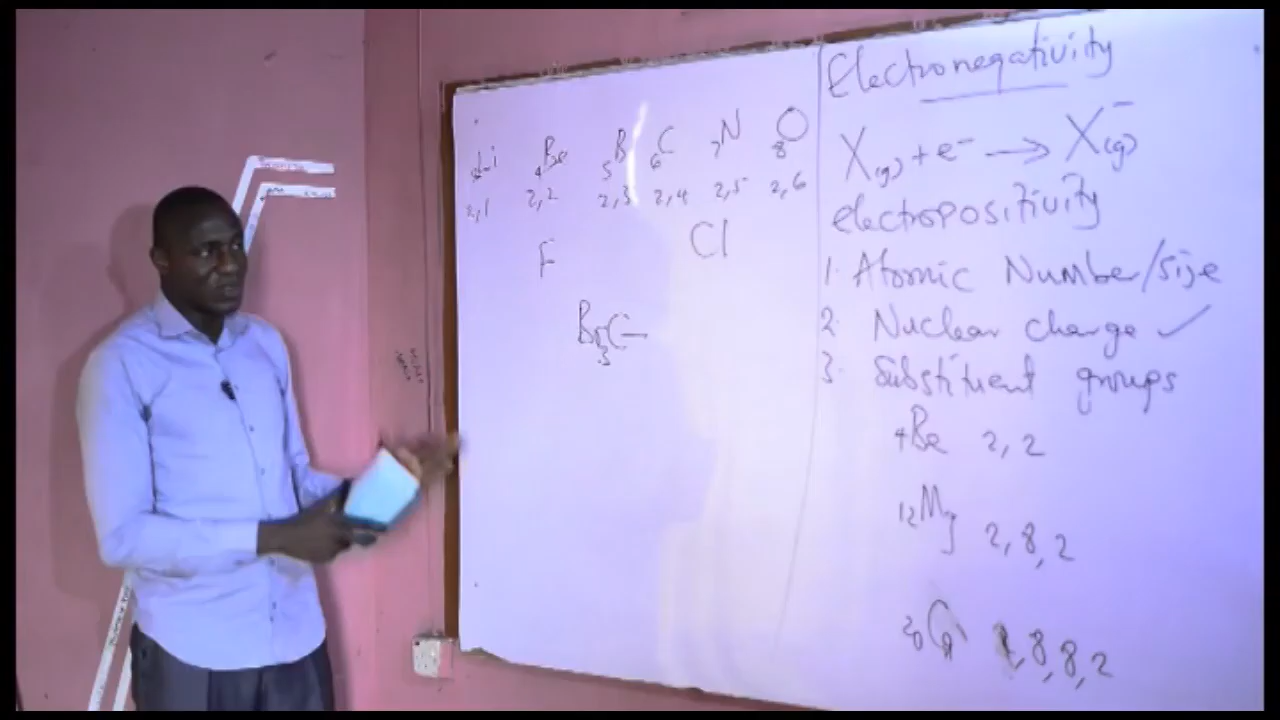 Li Be B C N O
4 5 6 7 8
2,1 2,2 2,3 2,4 2,5 2,6
F Cl
Br3C–
Electronegativity
X(g) + e⁻ → X⁻(g)
electropositivity
1. Atomic Number/size
2. Nuclear charge ✓
3. Substituent groups
4Be 2, 2
12Mg 2, 8, 2
20Ca 8, 8, 2